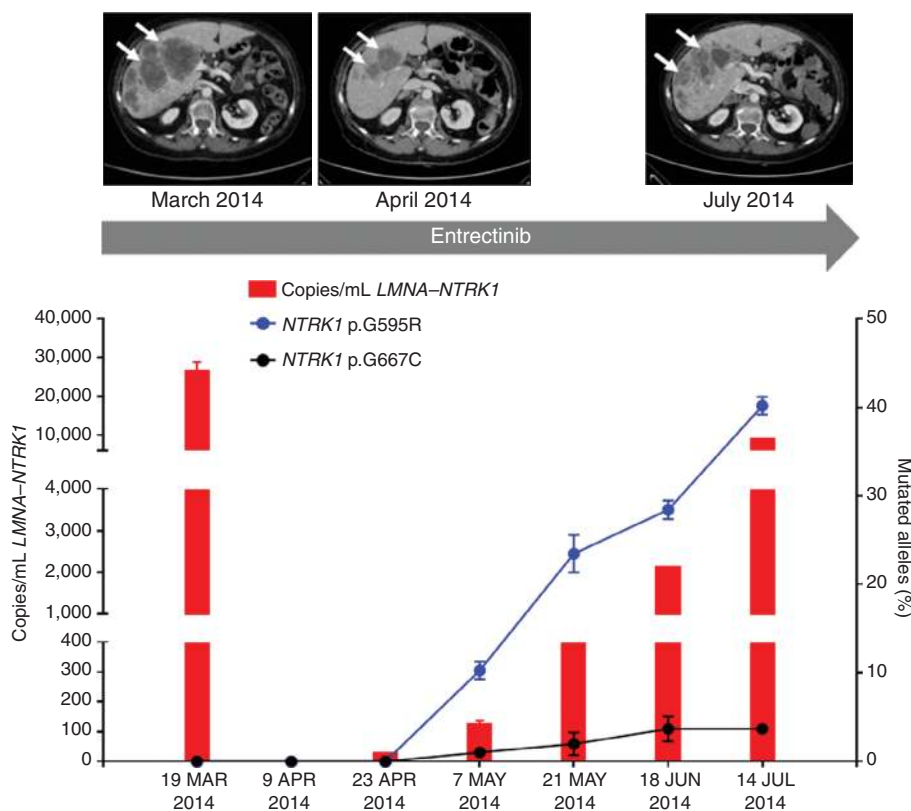 March 2014
April 2014
July 2014
Entrectinib
Copies/mL LMNA–NTRK1
NTRK1 p.G595R
NTRK1 p.G667C
Copies/mL LMNA–NTRK1
40,000
30,000
20,000
10,000
4,000
3,000
2,000
1,000
400
300
200
100
0
50
40
30
20
10
0
Mutated alleles (%)
19 MAR 9 APR 23 APR 7 MAY 21 MAY 18 JUN 14 JUL
2014 2014 2014 2014 2014 2014 2014